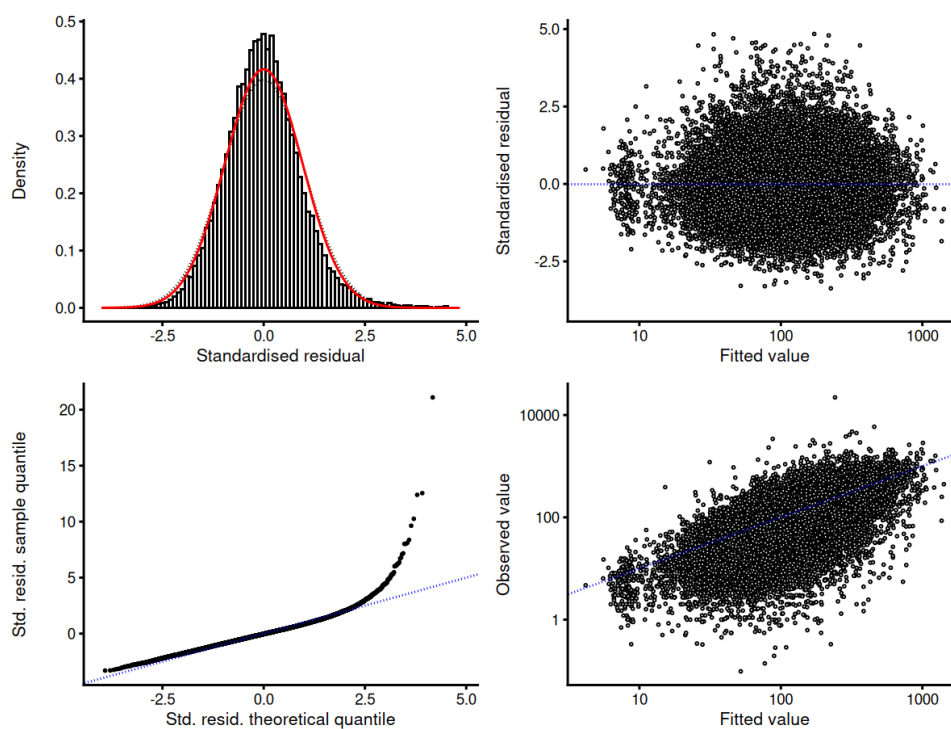 0.5
0.4
0.3
0.2
0.1
0.0
Density
-2.5 0.0 2.5 5.0
Standardised residual
5.0
2.5
0.0
-2.5
Standardised residual
10 100 1000
Fitted value
20
15
10
5
0
Std. resid. sample quantile
-2.5 0.0 2.5 5.0
Std. resid. theoretical quantile
10000
100
1
Observed value
10 100 1000
Fitted value